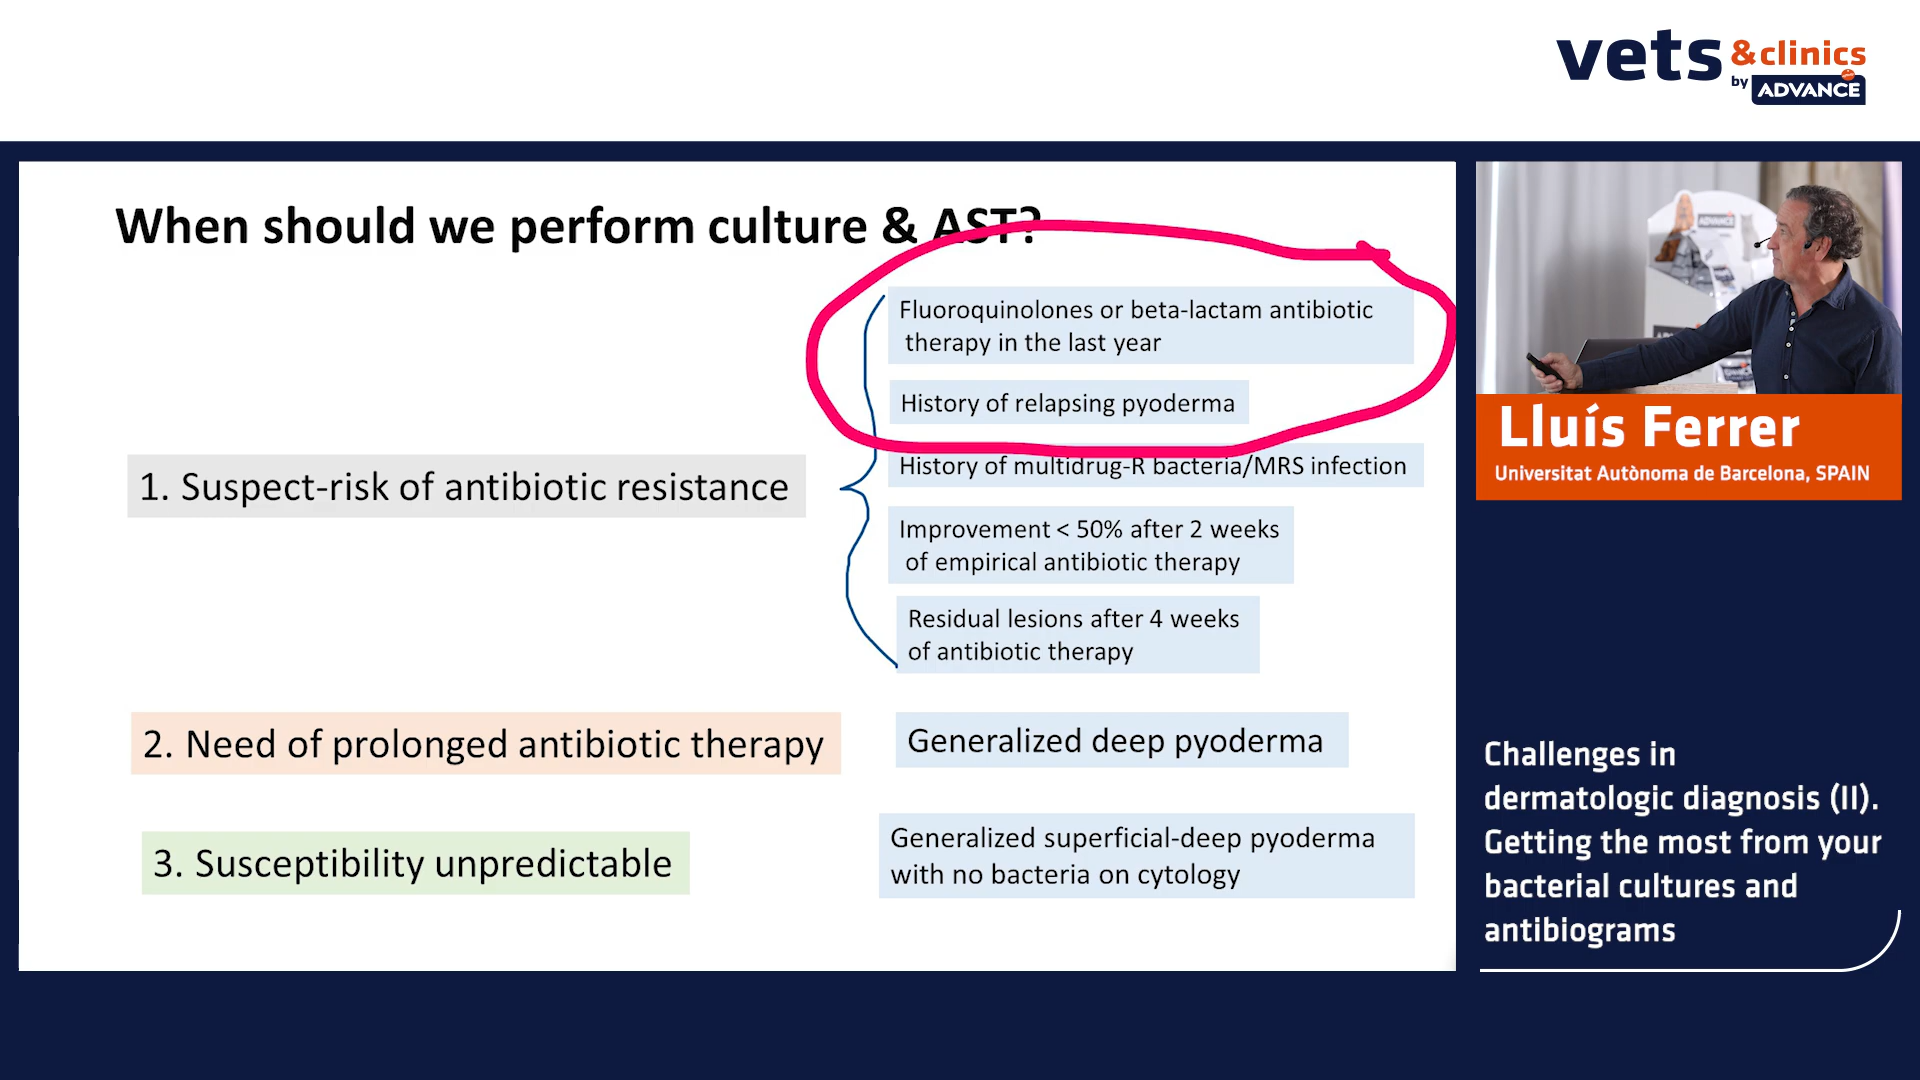 vets & clinics
by ADVANCE
When should we perform culture & AST?
Fluoroquinolones or beta-lactam antibiotic
therapy in the last year
History of relapsing pyoderma
History of multidrug-R bacteria/MRS infection
1. Suspect-risk of antibiotic resistance
Improvement < 50% after 2 weeks
of empirical antibiotic therapy
Residual lesions after 4 weeks
of antibiotic therapy
2. Need of prolonged antibiotic therapy
Generalized deep pyoderma
3. Susceptibility unpredictable
Generalized superficial-deep pyoderma
with no bacteria on cytology
ADVANCE
Lluís Ferrer
Universitat Autònoma de Barcelona, SPAIN
Challenges in
dermatologic diagnosis (II).
Getting the most from your
bacterial cultures and
antibiograms